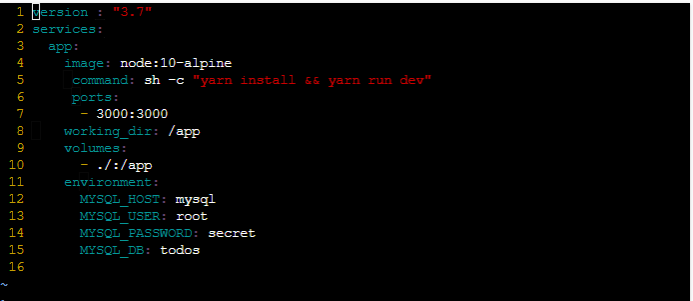 1 version : "3.7"
2 services:
3   app:
4     image: node:10-alpine
5      command: sh -c "yarn install && yarn run dev"
6      ports:
7       - 3000:3000
8     working_dir: /app
9     volumes:
10       - ./:/app
11     environment:
12       MYSQL_HOST: mysql
13       MYSQL_USER: root
14       MYSQL_PASSWORD: secret
15       MYSQL_DB: todos
16
~